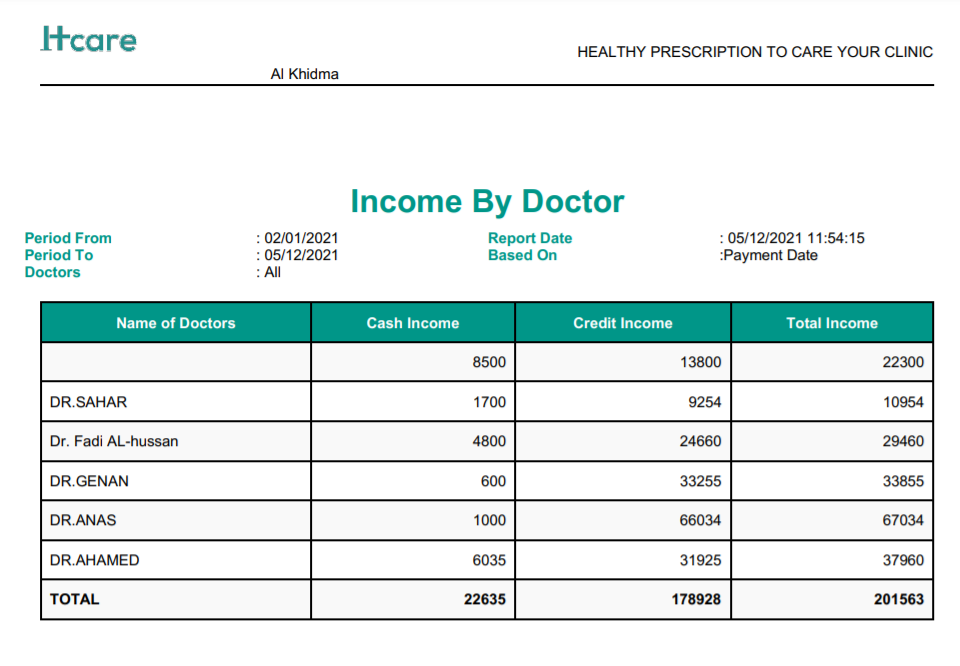 Htcare
HEALTHY PRESCRIPTION TO CARE YOUR CLINIC
Al Khidma
Income By Doctor
Period From : 02/01/2021 Report Date : 05/12/2021 11:54:15
Period To : 05/12/2021 Based On :Payment Date
Doctors : All
Name of Doctors Cash Income Credit Income Total Income
8500 13800 22300
DR.SAHAR 1700 9254 10954
Dr. Fadi AL-hussan 4800 24660 29460
DR.GENAN 600 33255 33855
DR.ANAS 1000 66034 67034
DR.AHAMED 6035 31925 37960
TOTAL 22635 178928 201563